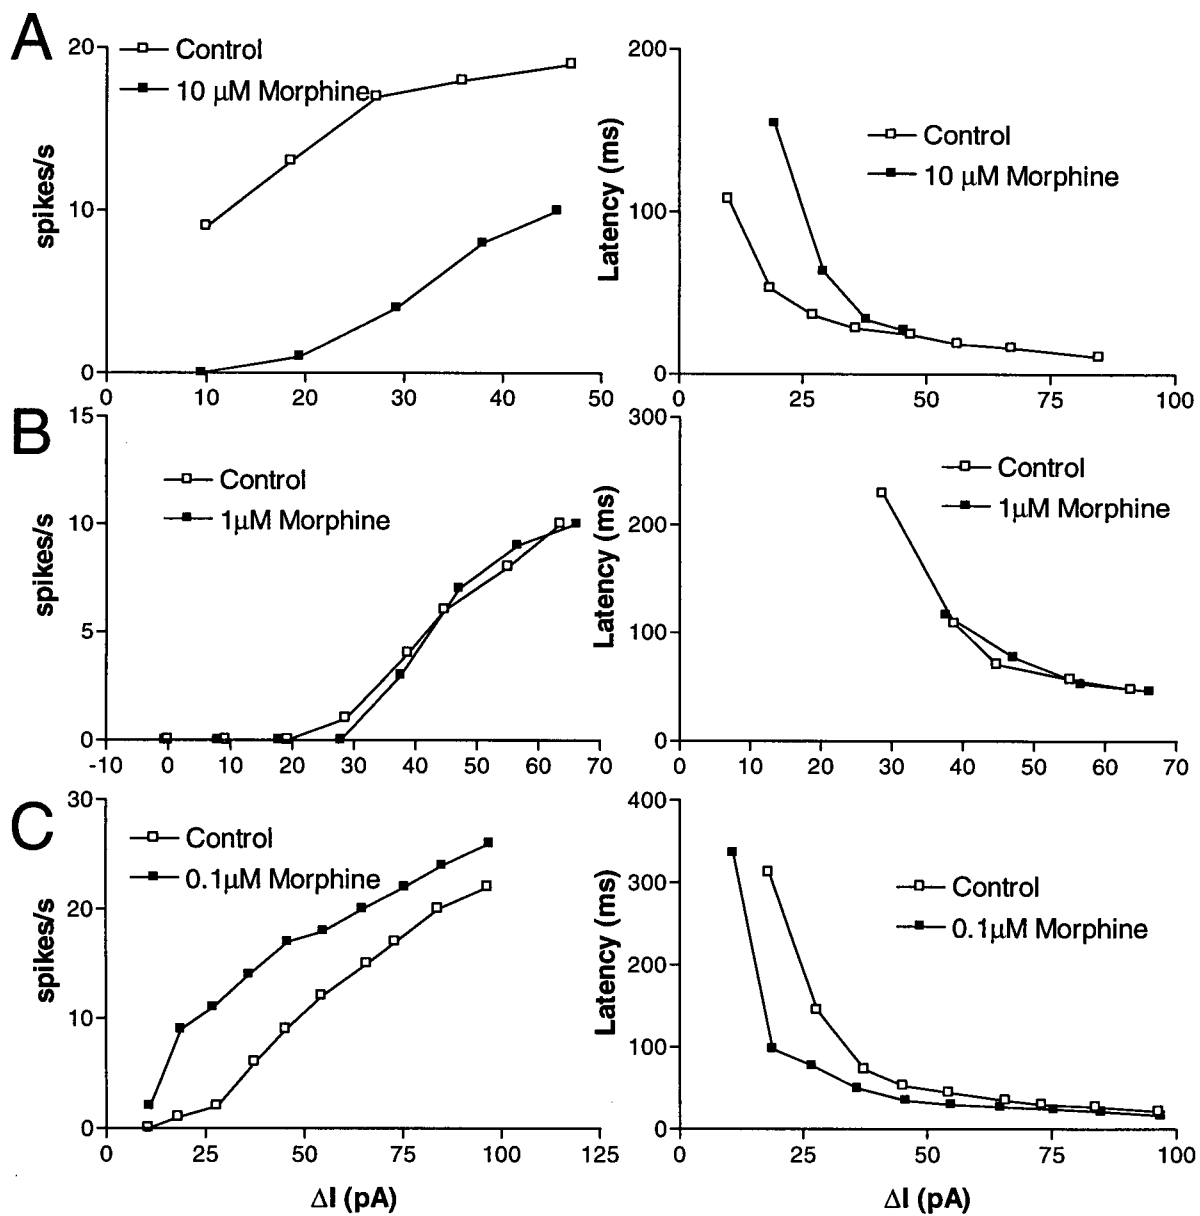 A
20
10
0
spikes/s
Control
10 μM Morphine
0 10 20 30 40 50
200
100
0
Latency (ms)
Control
10 μM Morphine
0 25 50 75 100
B
15
10
5
0
spikes/s
Control
1μM Morphine
-10 0 10 20 30 40 50 60 70
300
200
100
0
Latency (ms)
Control
1μM Morphine
0 10 20 30 40 50 60 70
C
30
20
10
0
spikes/s
Control
0.1μM Morphine
0 25 50 75 100 125
ΔI (pA)
400
300
200
100
0
Latency (ms)
Control
0.1μM Morphine
0 25 50 75 100
ΔI (pA)